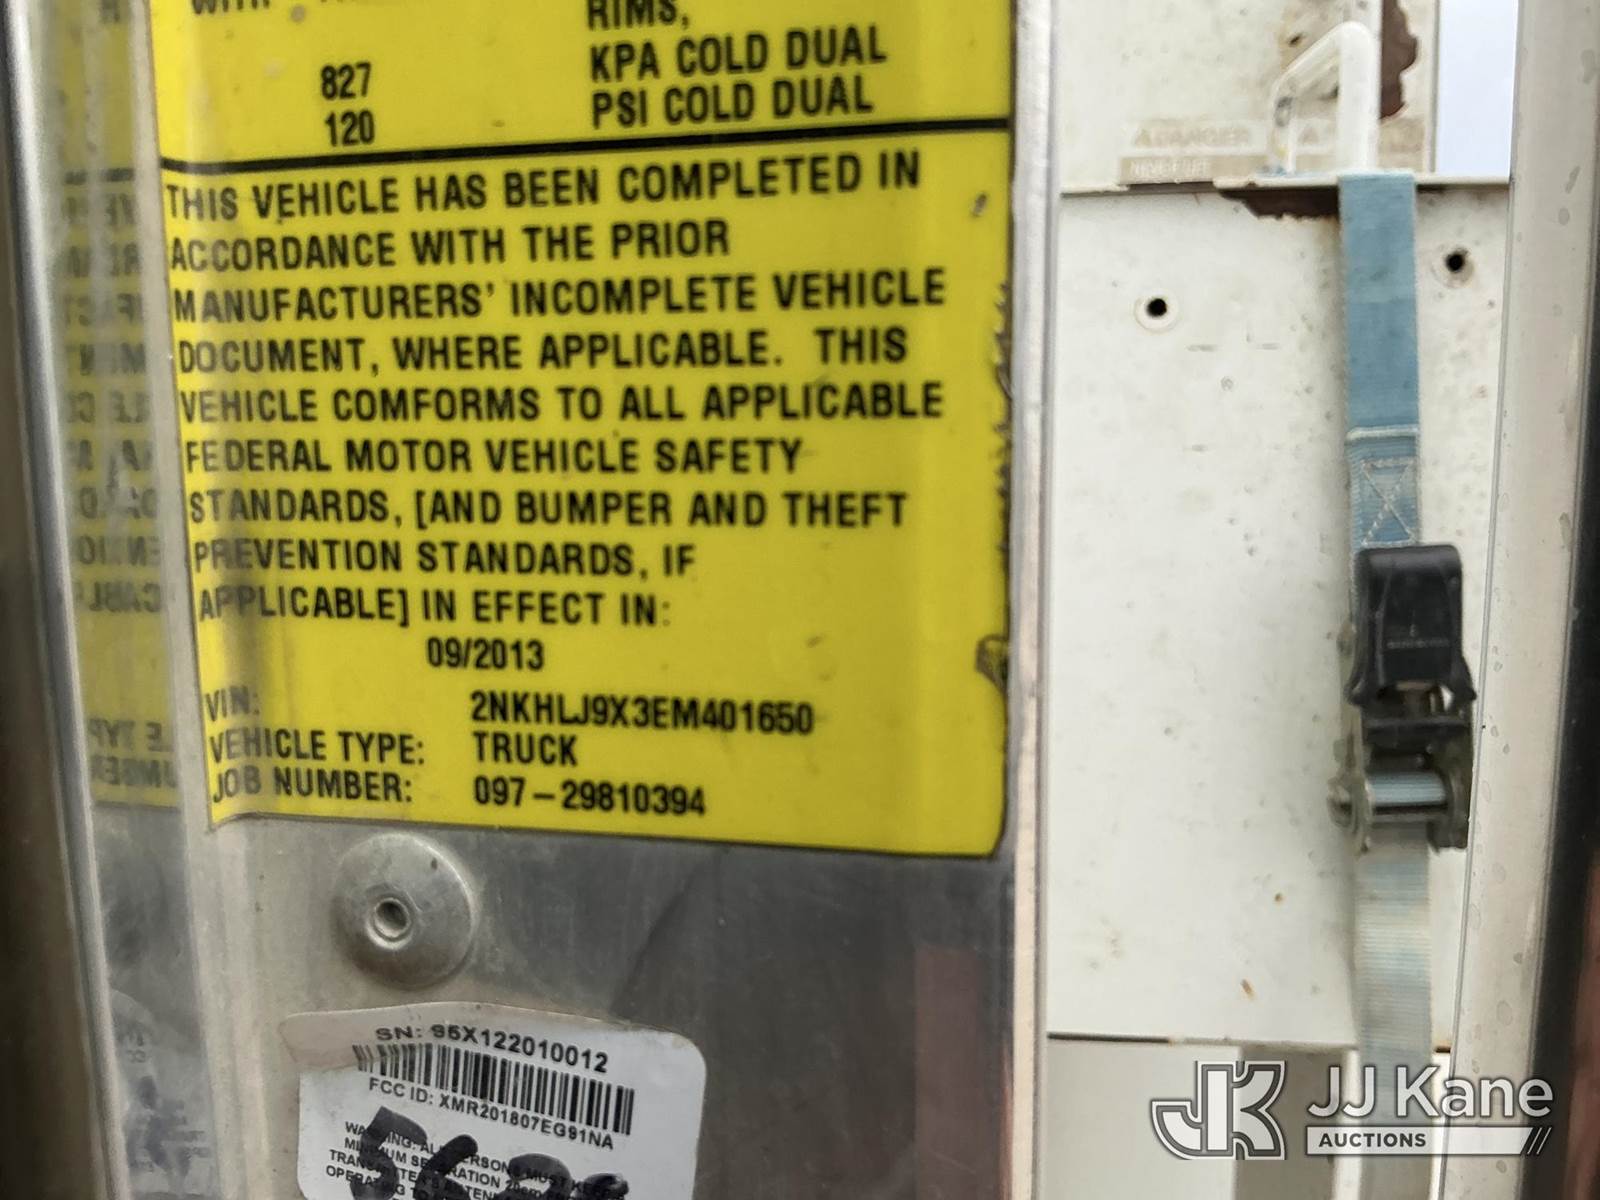 RIMS,
827 KPA COLD DUAL
120 PSI COLD DUAL
THIS VEHICLE HAS BEEN COMPLETED IN
ACCORDANCE WITH THE PRIOR
MANUFACTURERS' INCOMPLETE VEHICLE
DOCUMENT, WHERE APPLICABLE. THIS
VEHICLE COMFORMS TO ALL APPLICABLE
FEDERAL MOTOR VEHICLE SAFETY
STANDARDS, [AND BUMPER AND THEFT
PREVENTION STANDARDS, IF
APPLICABLE] IN EFFECT IN:
09/2013
VIN: 2NKHLJ9X3EM401650
VEHICLE TYPE: TRUCK
JOB NUMBER: 097-29810394
SN: 96X122010012
FCC ID: XMR201807EG91NA
DANGER
JK JJ Kane
AUCTIONS